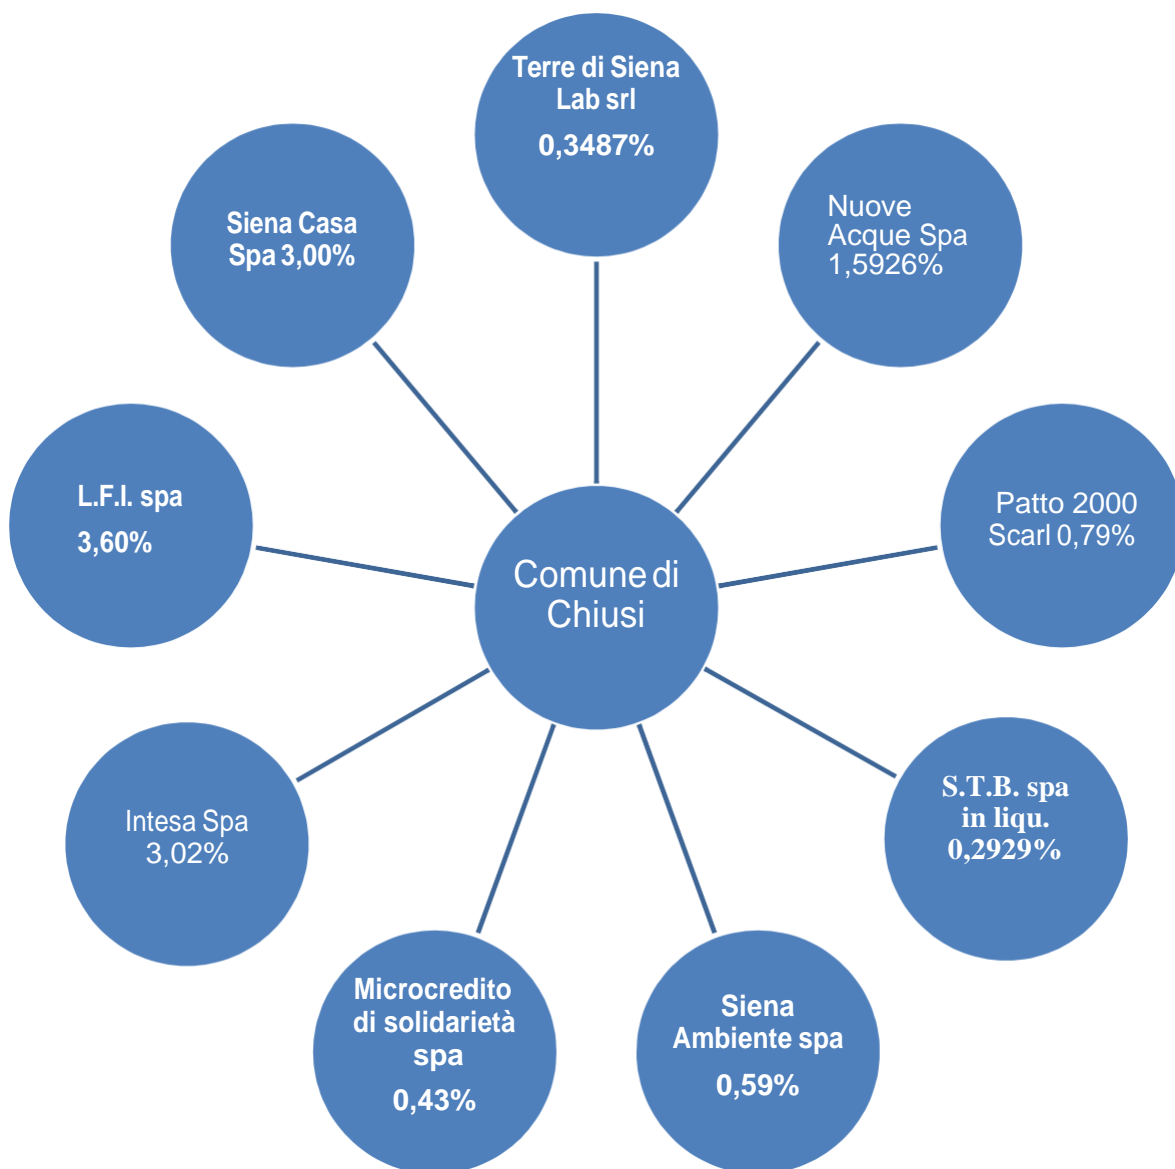 Terre di Siena
Lab srl
0,3487%
Nuove
Acque Spa
1,5926%
Patto 2000
Scarl 0,79%
S.T.B. spa
in liqu.
0,2929%
Siena
Ambiente spa
0,59%
Microcredito
di solidarietà
spa
0,43%
Intesa Spa
3,02%
L.F.I. spa
3,60%
Siena Casa
Spa 3,00%
Comune di
Chiusi